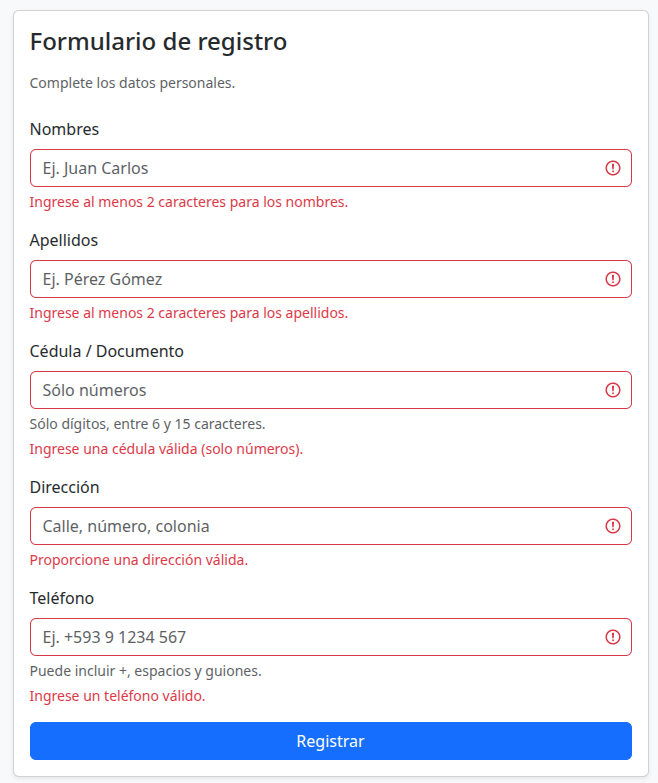 Formulario de registro
Complete los datos personales.
Nombres
Ej. Juan Carlos
Ingrese al menos 2 caracteres para los nombres.
Apellidos
Ej. Pérez Gómez
Ingrese al menos 2 caracteres para los apellidos.
Cédula / Documento
Sólo números
Sólo dígitos, entre 6 y 15 caracteres.
Ingrese una cédula válida (solo números).
Dirección
Calle, número, colonia
Proporcione una dirección válida.
Teléfono
Ej. +593 9 1234 567
Puede incluir +, espacios y guiones.
Ingrese un teléfono válido.
Registrar